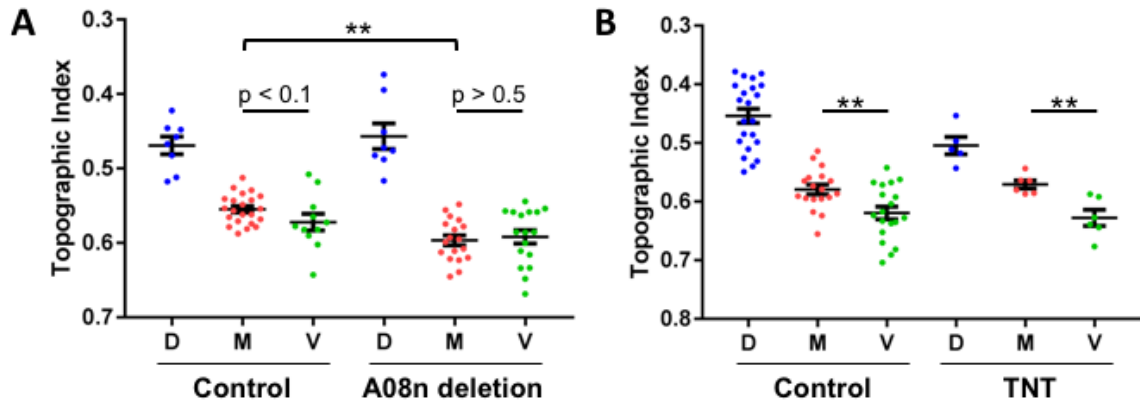 A
Topographic Index
0.3
0.4
0.5
0.6
0.7
**
p < 0.1
p > 0.5
D M V D M V
Control A08n deletion
B
Topographic Index
0.3
0.4
0.5
0.6
0.7
0.8
** **
D M V D M V
Control TNT